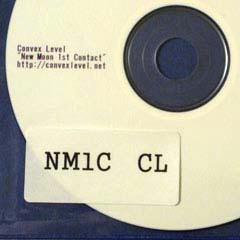 Convex Level
"New Moon 1st Contact"
http://convexlevel.net
NM1C CL